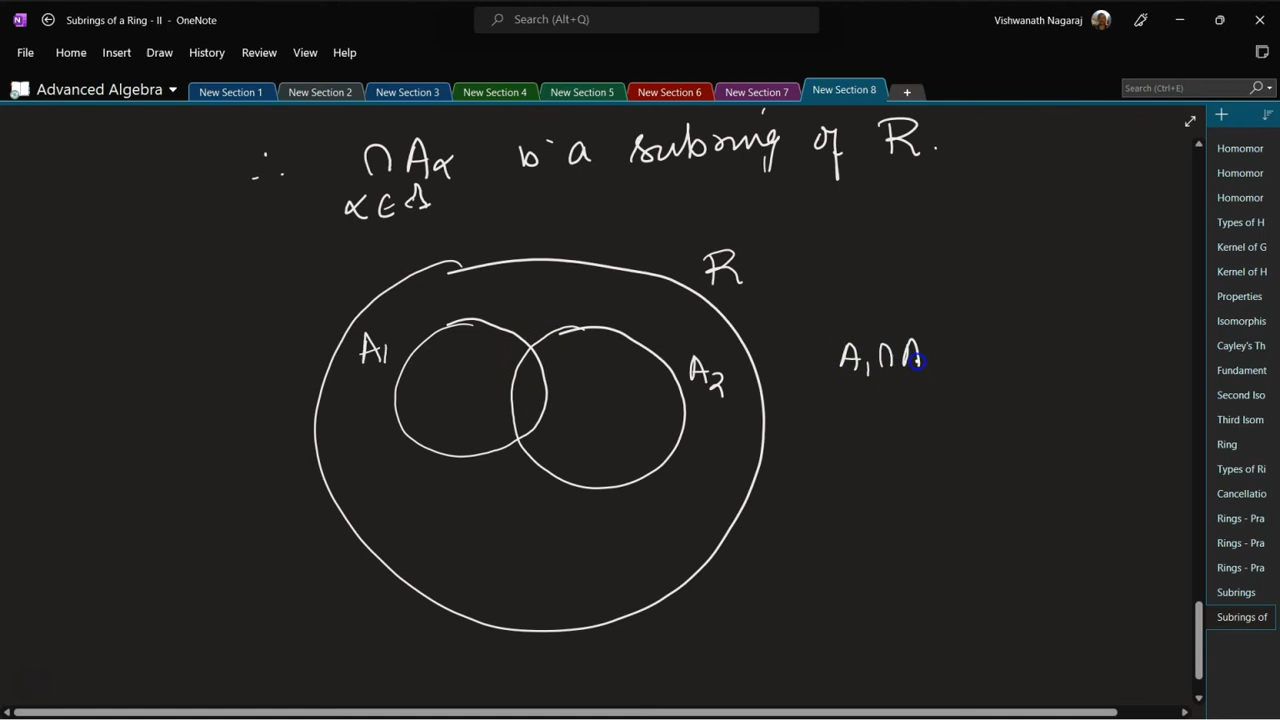 Subrings of a Ring - II - OneNote
Search (Alt+Q)
Vishwanath Nagaraj
File Home Insert Draw History Review View Help
Advanced Algebra
New Section 1 New Section 2 New Section 3 New Section 4 New Section 5 New Section 6 New Section 7 New Section 8
Search (Ctrl+E)
∴ ∩ Aα is a subring of R.
α∈Δ
R
A1
A2
A1∩A
Homomor
Homomor
Homomor
Types of H
Kernel of G
Kernel of H
Properties
Isomorphis
Cayley's Th
Fundament
Second Iso
Third Isom
Ring
Types of Ri
Cancellatio
Rings - Pra
Rings - Pra
Rings - Pra
Subrings
Subrings of